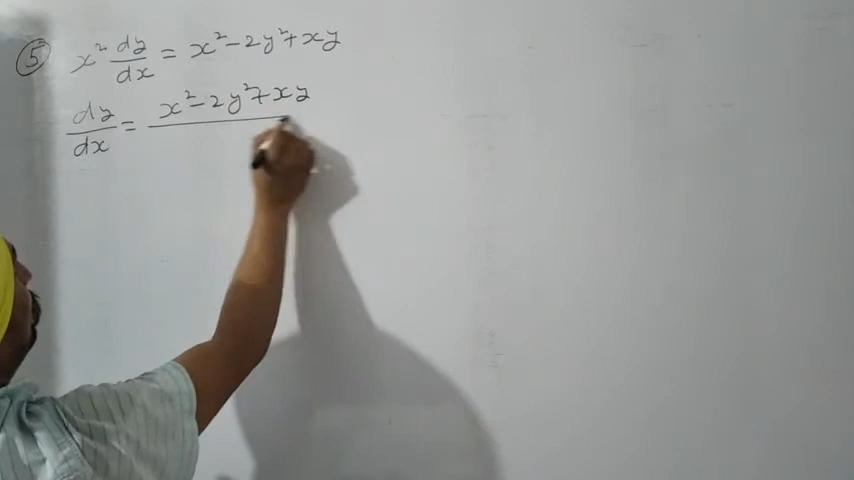 ⑤ x² dy/dx = x² - 2y² + xy
dy/dx = x² - 2y² + xy